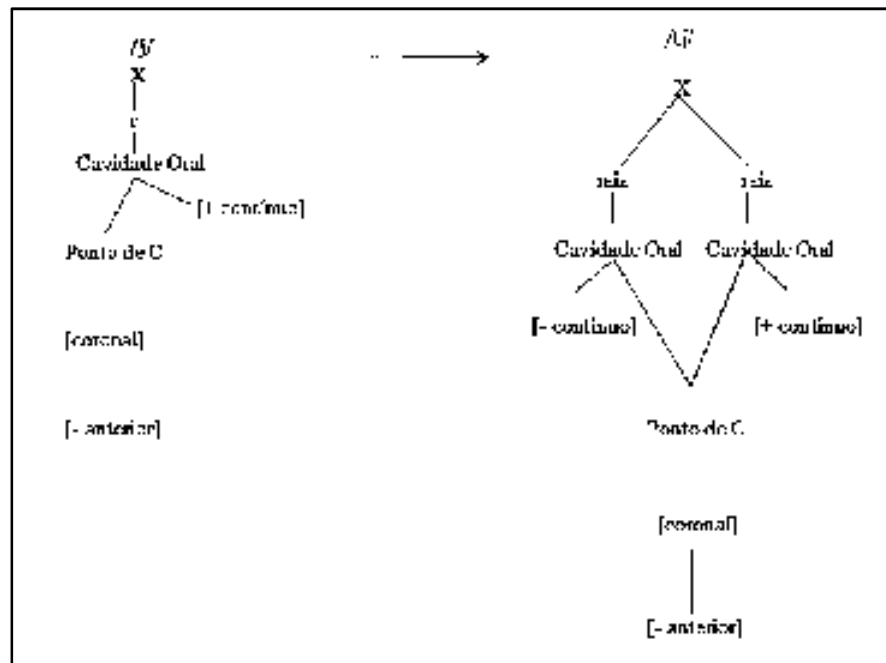 X
X
r
Cavidade Oral
[+ contínuo]
Ponto de C
[coronal]
[- anterior]
raiz raiz
Cavidade Oral Cavidade Oral
[- contínuo] [+ contínuo]
Ponto de C
[coronal]
[- anterior]